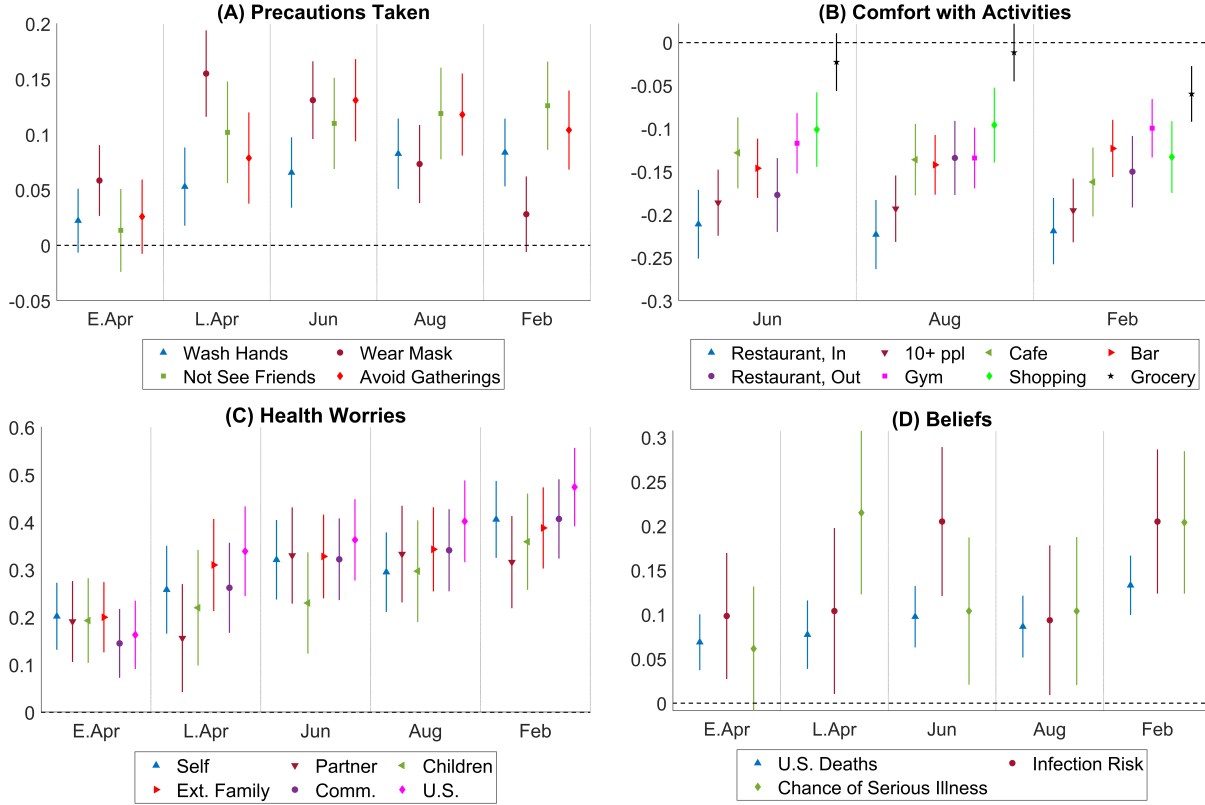 (A) Precautions Taken
0.2
0.15
0.1
0.05
0
-0.05
E.Apr L.Apr Jun Aug Feb
Wash Hands Wear Mask
Not See Friends Avoid Gatherings
(B) Comfort with Activities
0
-0.05
-0.1
-0.15
-0.2
-0.25
-0.3
Jun Aug Feb
Restaurant, In 10+ ppl Cafe Bar
Restaurant, Out Gym Shopping Grocery
(C) Health Worries
0.6
0.5
0.4
0.3
0.2
0.1
0
E.Apr L.Apr Jun Aug Feb
Self Partner Children
Ext. Family Comm. U.S.
(D) Beliefs
0.3
0.25
0.2
0.15
0.1
0.05
0
E.Apr L.Apr Jun Aug Feb
U.S. Deaths Infection Risk
Chance of Serious Illness